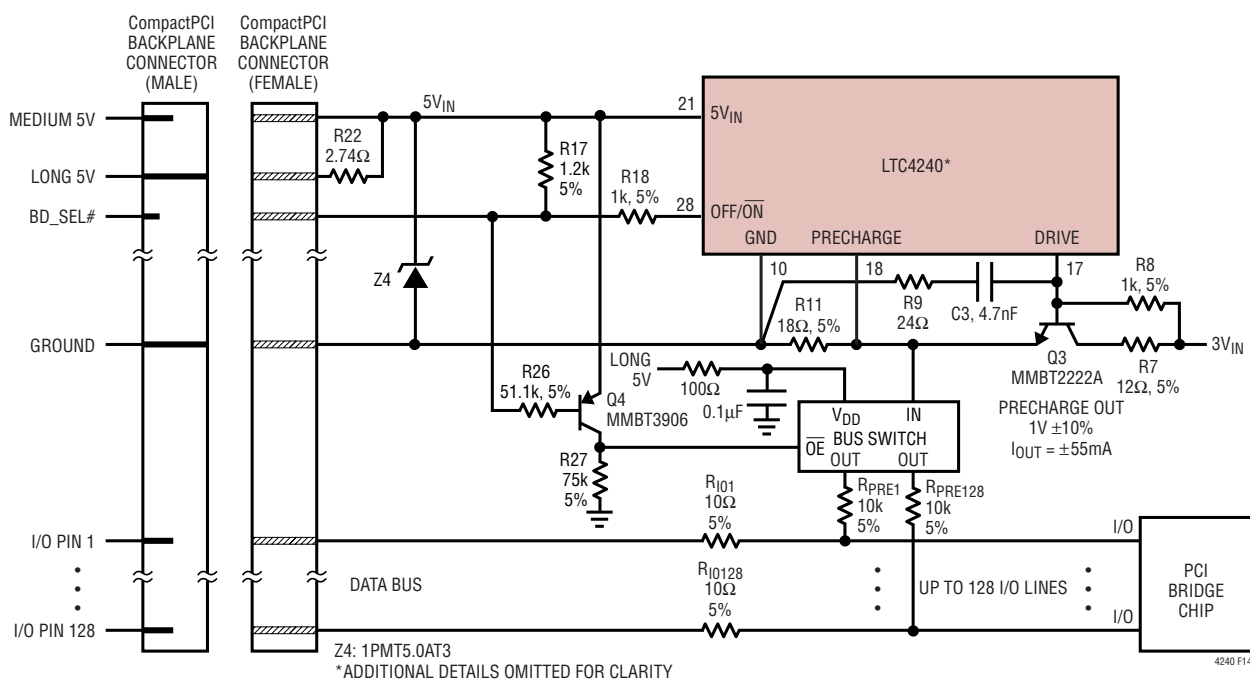 CompactPCI
BACKPLANE
CONNECTOR
(MALE)
CompactPCI
BACKPLANE
CONNECTOR
(FEMALE)
MEDIUM 5V
LONG 5V
BD_SEL#
GROUND
I/O PIN 1
I/O PIN 128
5VIN
R22
2.74Ω
R17
1.2k
5%
R18
1k, 5%
21
5VIN
LTC4240*
28
OFF/ON
GND
PRECHARGE
DRIVE
10
18
17
Z4
R11
18Ω, 5%
R9
24Ω
C3, 4.7nF
R8
1k, 5%
Q3
MMBT2222A
R7
12Ω, 5%
3VIN
PRECHARGE OUT
1V ±10%
IOUT = ±55mA
LONG
5V
100Ω
0.1μF
R26
51.1k, 5%
Q4
MMBT3906
R27
75k
5%
VDD
IN
BUS SWITCH
OE
OUT
OUT
RPRE1
10k
5%
RPRE128
10k
5%
RIO1
10Ω
5%
RIO128
10Ω
5%
DATA BUS
UP TO 128 I/O LINES
I/O
I/O
PCI
BRIDGE
CHIP
Z4: 1PMT5.0AT3
*ADDITIONAL DETAILS OMITTED FOR CLARITY
4240 F14